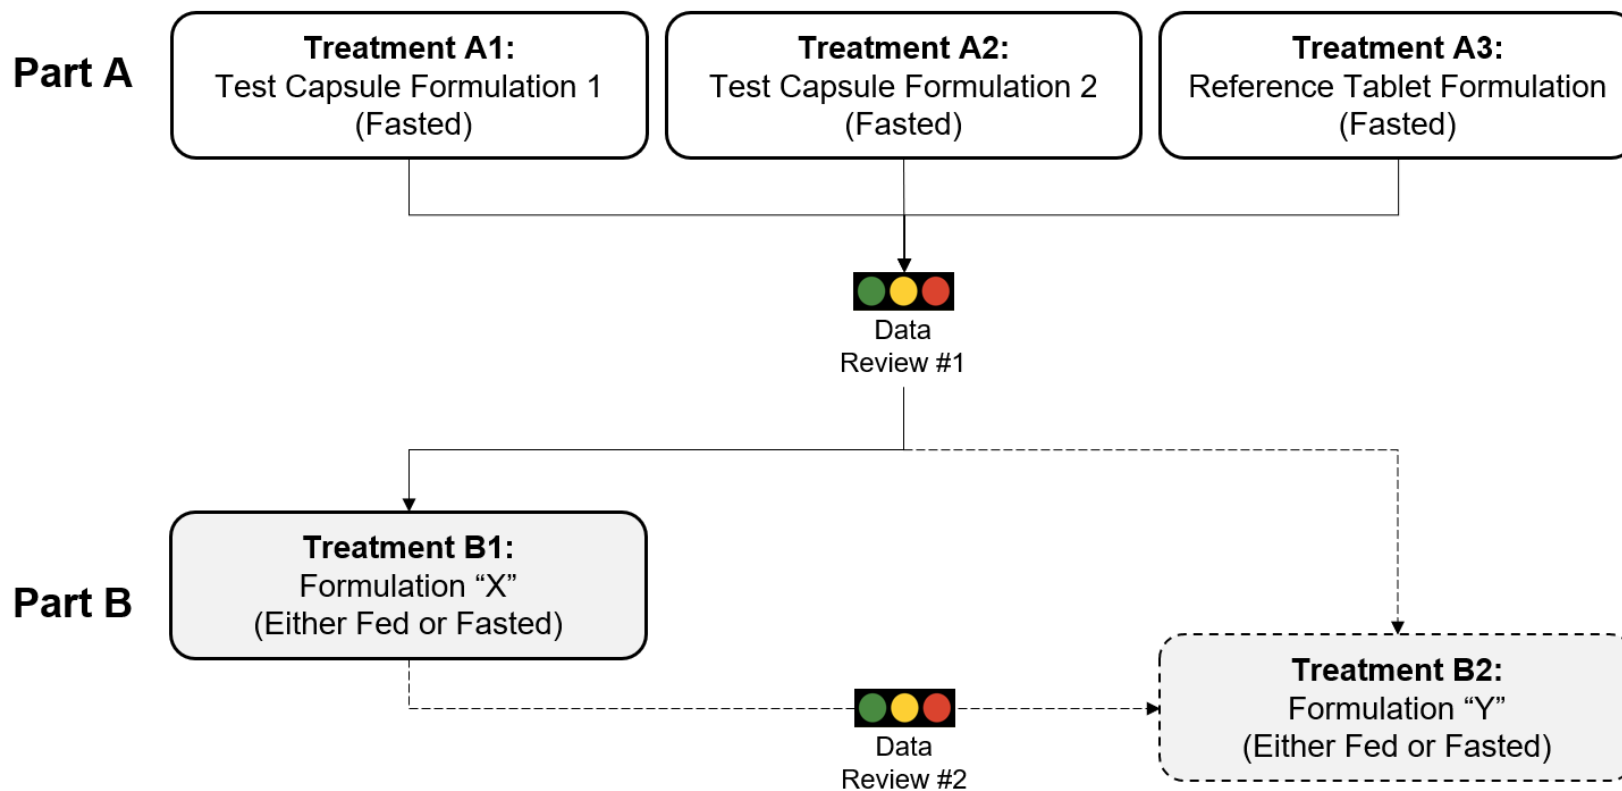 Part A
Treatment A1:
Test Capsule Formulation 1
(Fasted)
Treatment A2:
Test Capsule Formulation 2
(Fasted)
Treatment A3:
Reference Tablet Formulation
(Fasted)
Data
Review #1
Part B
Treatment B1:
Formulation “X”
(Either Fed or Fasted)
Data
Review #2
Treatment B2:
Formulation “Y”
(Either Fed or Fasted)